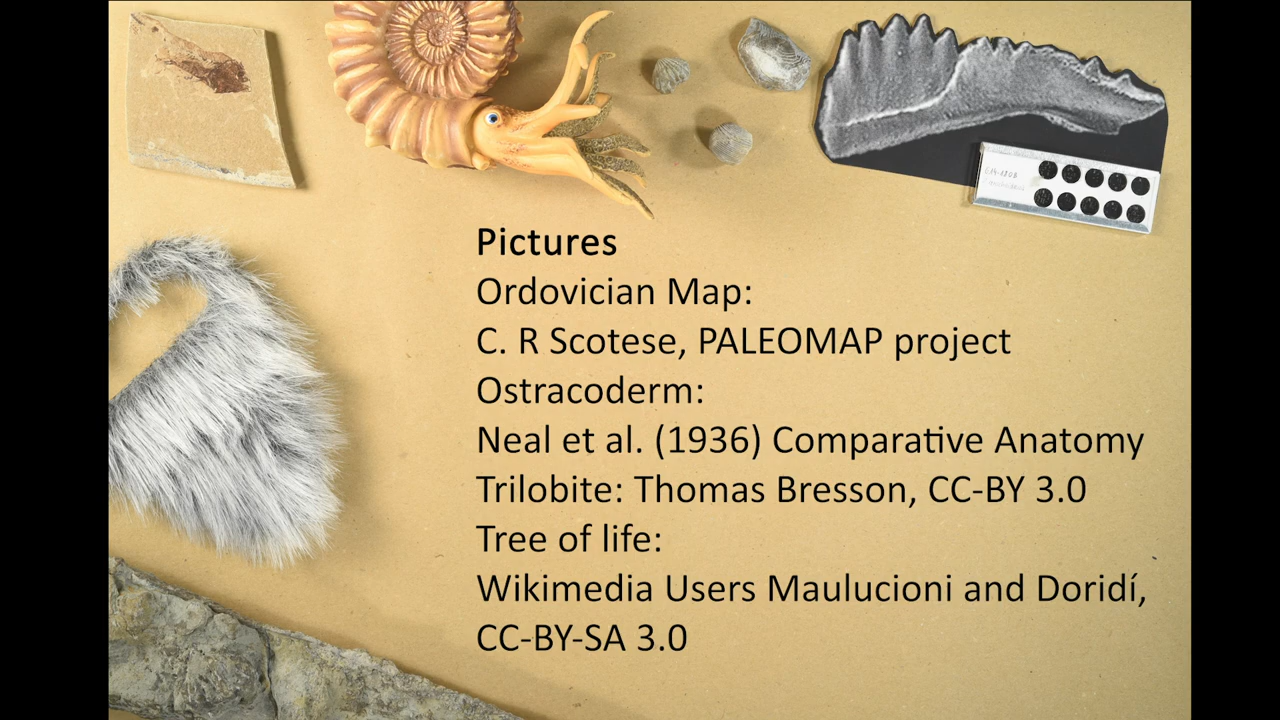 Pictures
Ordovician Map:
C. R Scotese, PALEOMAP project
Ostracoderm:
Neal et al. (1936) Comparative Anatomy
Trilobite: Thomas Bresson, CC-BY 3.0
Tree of life:
Wikimedia Users Maulucioni and Doridí,
CC-BY-SA 3.0